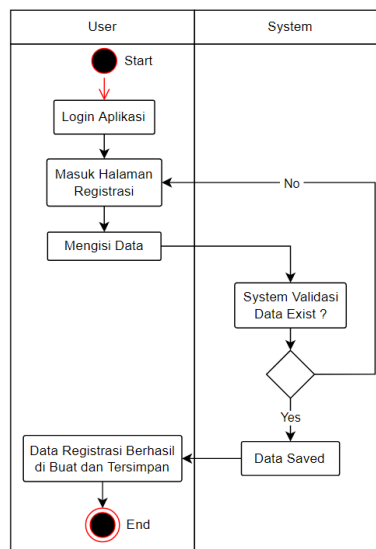 User
System
Start
Login Aplikasi
Masuk Halaman
Registrasi
No
Mengisi Data
System Validasi
Data Exist ?
Yes
Data Registrasi Berhasil
di Buat dan Tersimpan
Data Saved
End